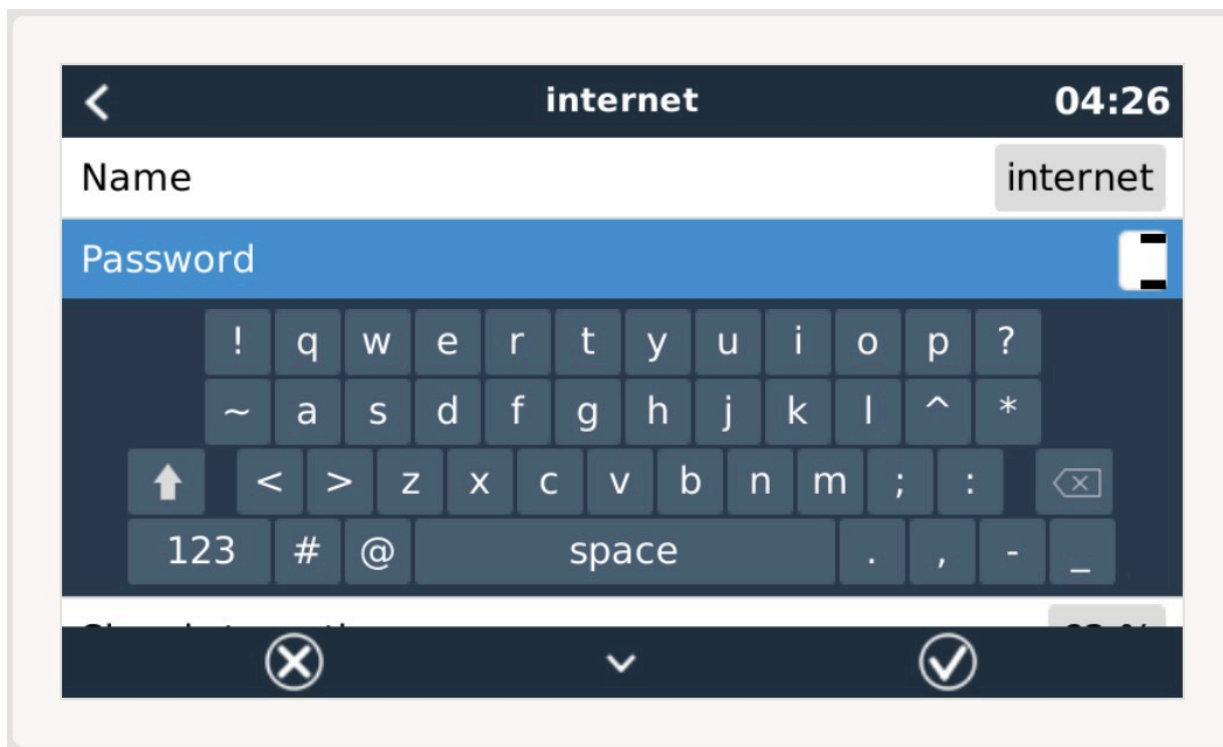 internet 04:26
Name internet
Password
! q w e r t y u i o p ?
~ a s d f g h j k l ^ *
< > z x c v b n m ; :
123 # @ space . , - _